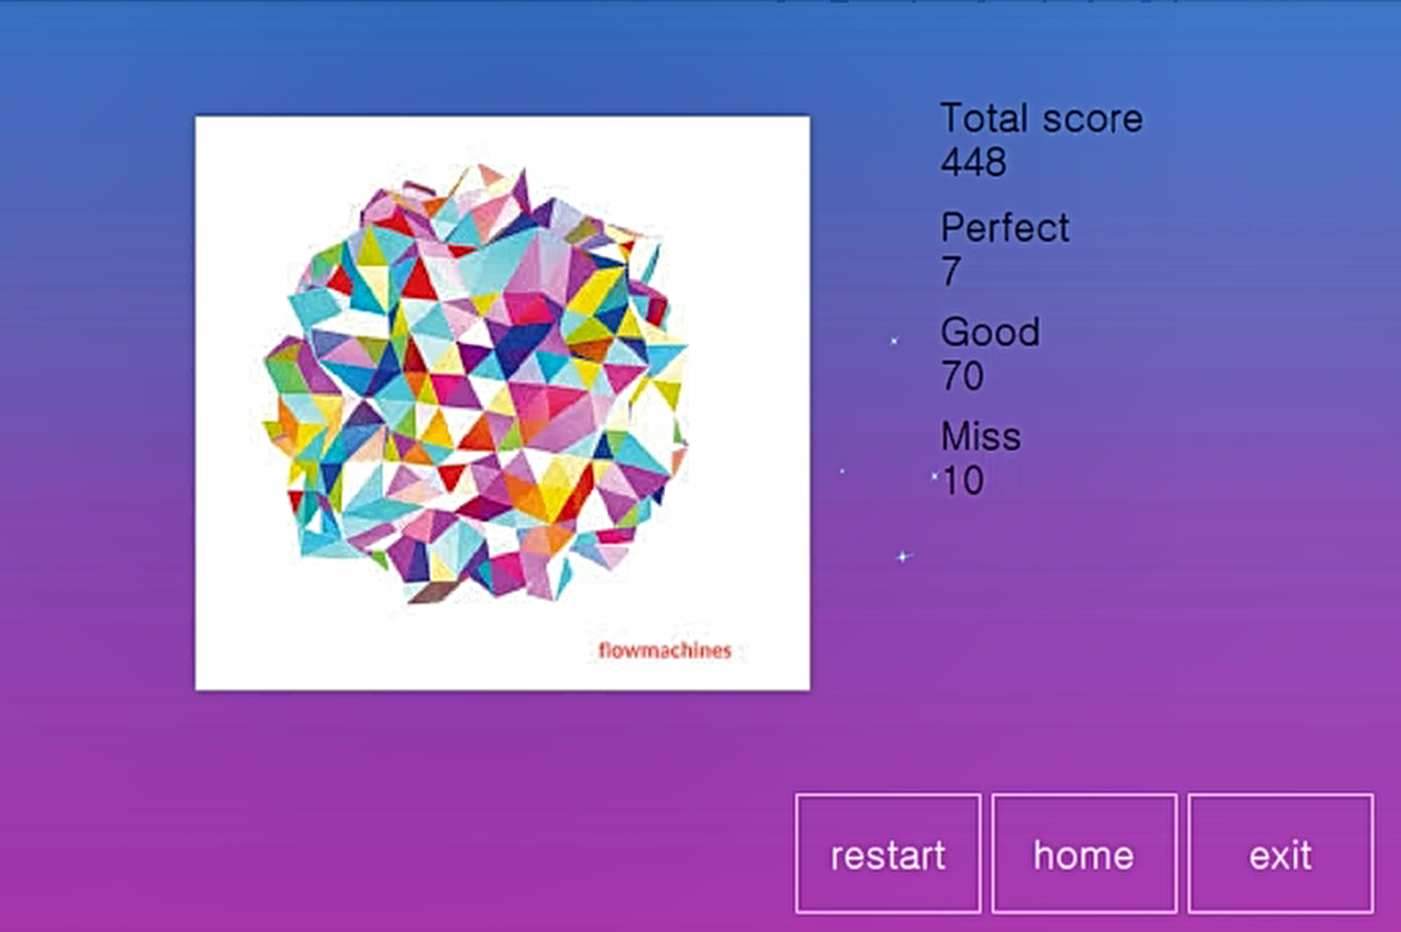 Total score
448
Perfect
7
Good
70
Miss
10
flowmachines
restart
home
exit